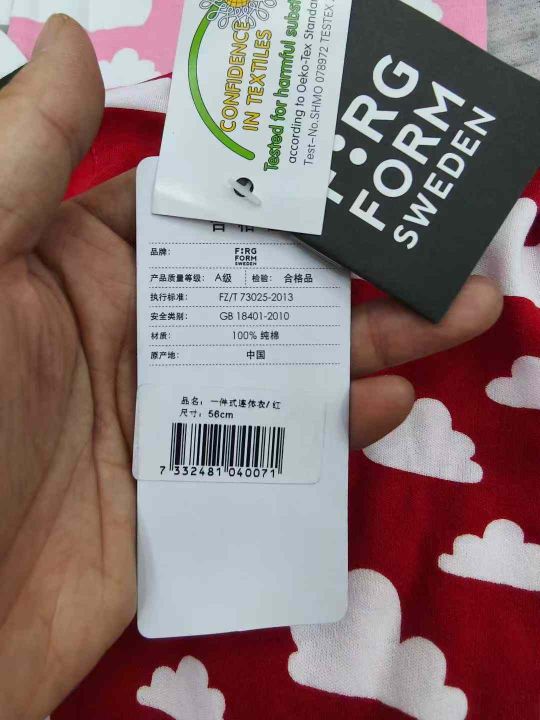 CONFIDENCE
IN TEXTILES
Tested for harmful subst
according to Oeko-Tex Standar
Test-No.SHMO 078972 TESTEX
F:RG
FORM
SWEDEN
品牌: F:RG
FORM
SWEDEN
产品质量等级: A级 检验: 合格品
执行标准: FZ/T 73025-2013
安全类别: GB 18401-2010
材质: 100% 纯棉
原产地: 中国
品名: 一件式连体衣/红
尺寸: 56cm
7 332481 040071